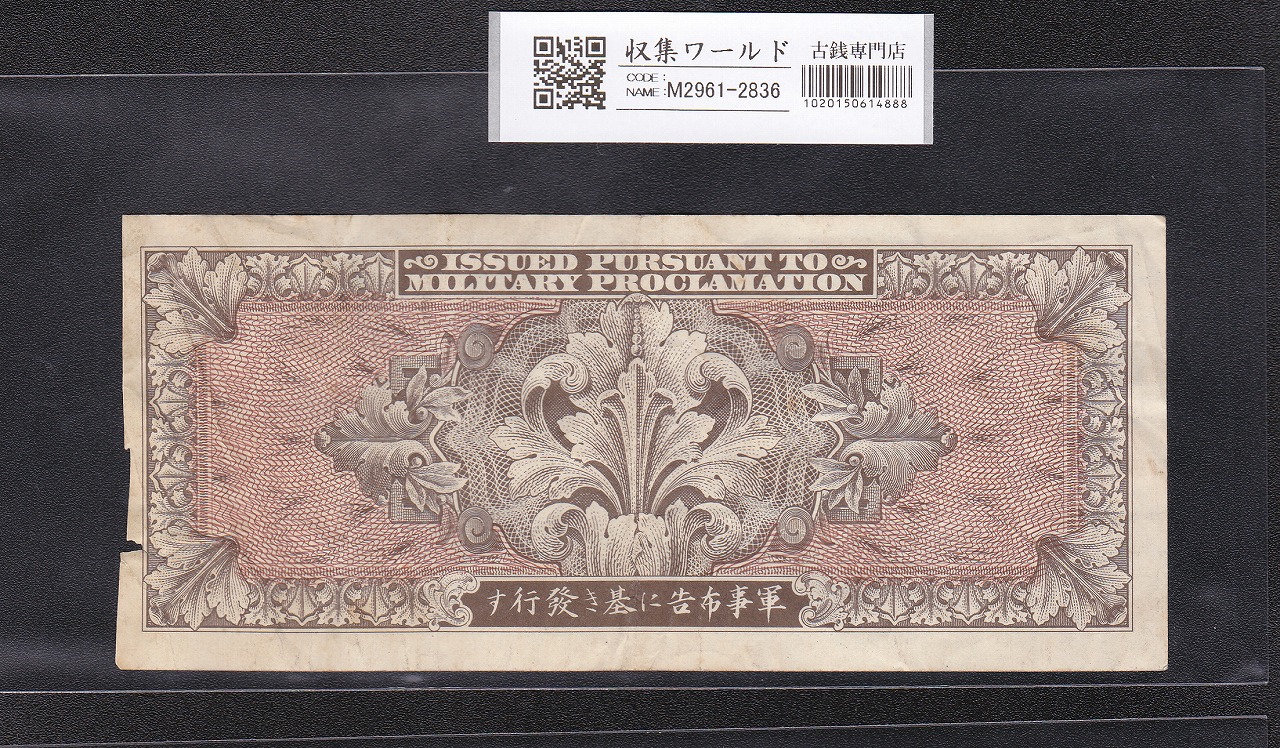 収集ワールド 古銭専門店
CODE:
NAME:M2961-2836
1020150614888
ISSUED PURSUANT TO
MILITARY PROCLAMATION
軍事布告に基き發行す